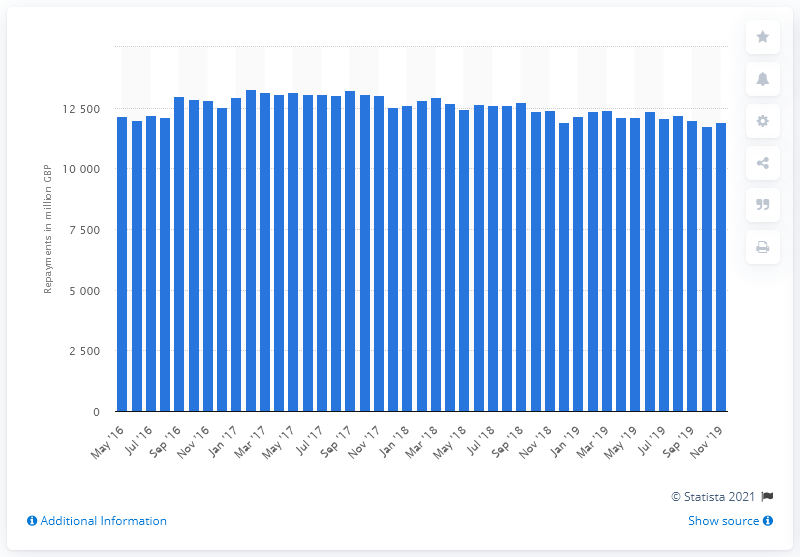 Repayments in million GBP
12 500
10 000
7 500
5 000
2 500
0
May '16
Jul '16
Sep '16
Nov '16
Jan '17
Mar '17
May '17
Jul '17
Sep '17
Nov '17
Jan '18
Mar '18
May '18
Jul '18
Sep '18
Nov '18
Jan '19
Mar '19
May '19
Jul '19
Sep '19
Nov '19
© Statista 2021
Additional Information
Show source